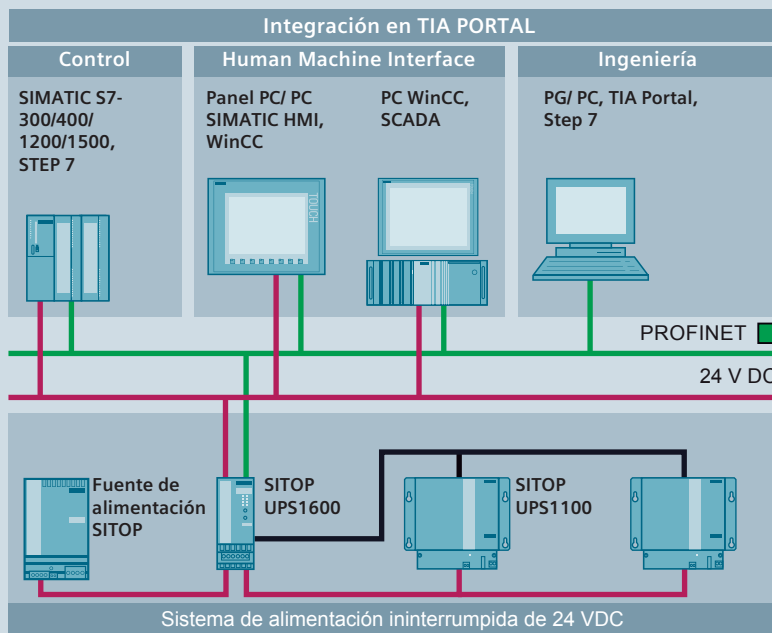 Integración en TIA PORTAL
Control
Human Machine Interface
Ingeniería
SIMATIC S7-
300/400/
1200/1500,
STEP 7
Panel PC/ PC
SIMATIC HMI,
WinCC
PC WinCC,
SCADA
PG/ PC, TIA Portal,
Step 7
TOUCH
PROFINET
24 V DC
Fuente de
alimentación
SITOP
SITOP
UPS1600
SITOP
UPS1100
Sistema de alimentación ininterrumpida de 24 VDC